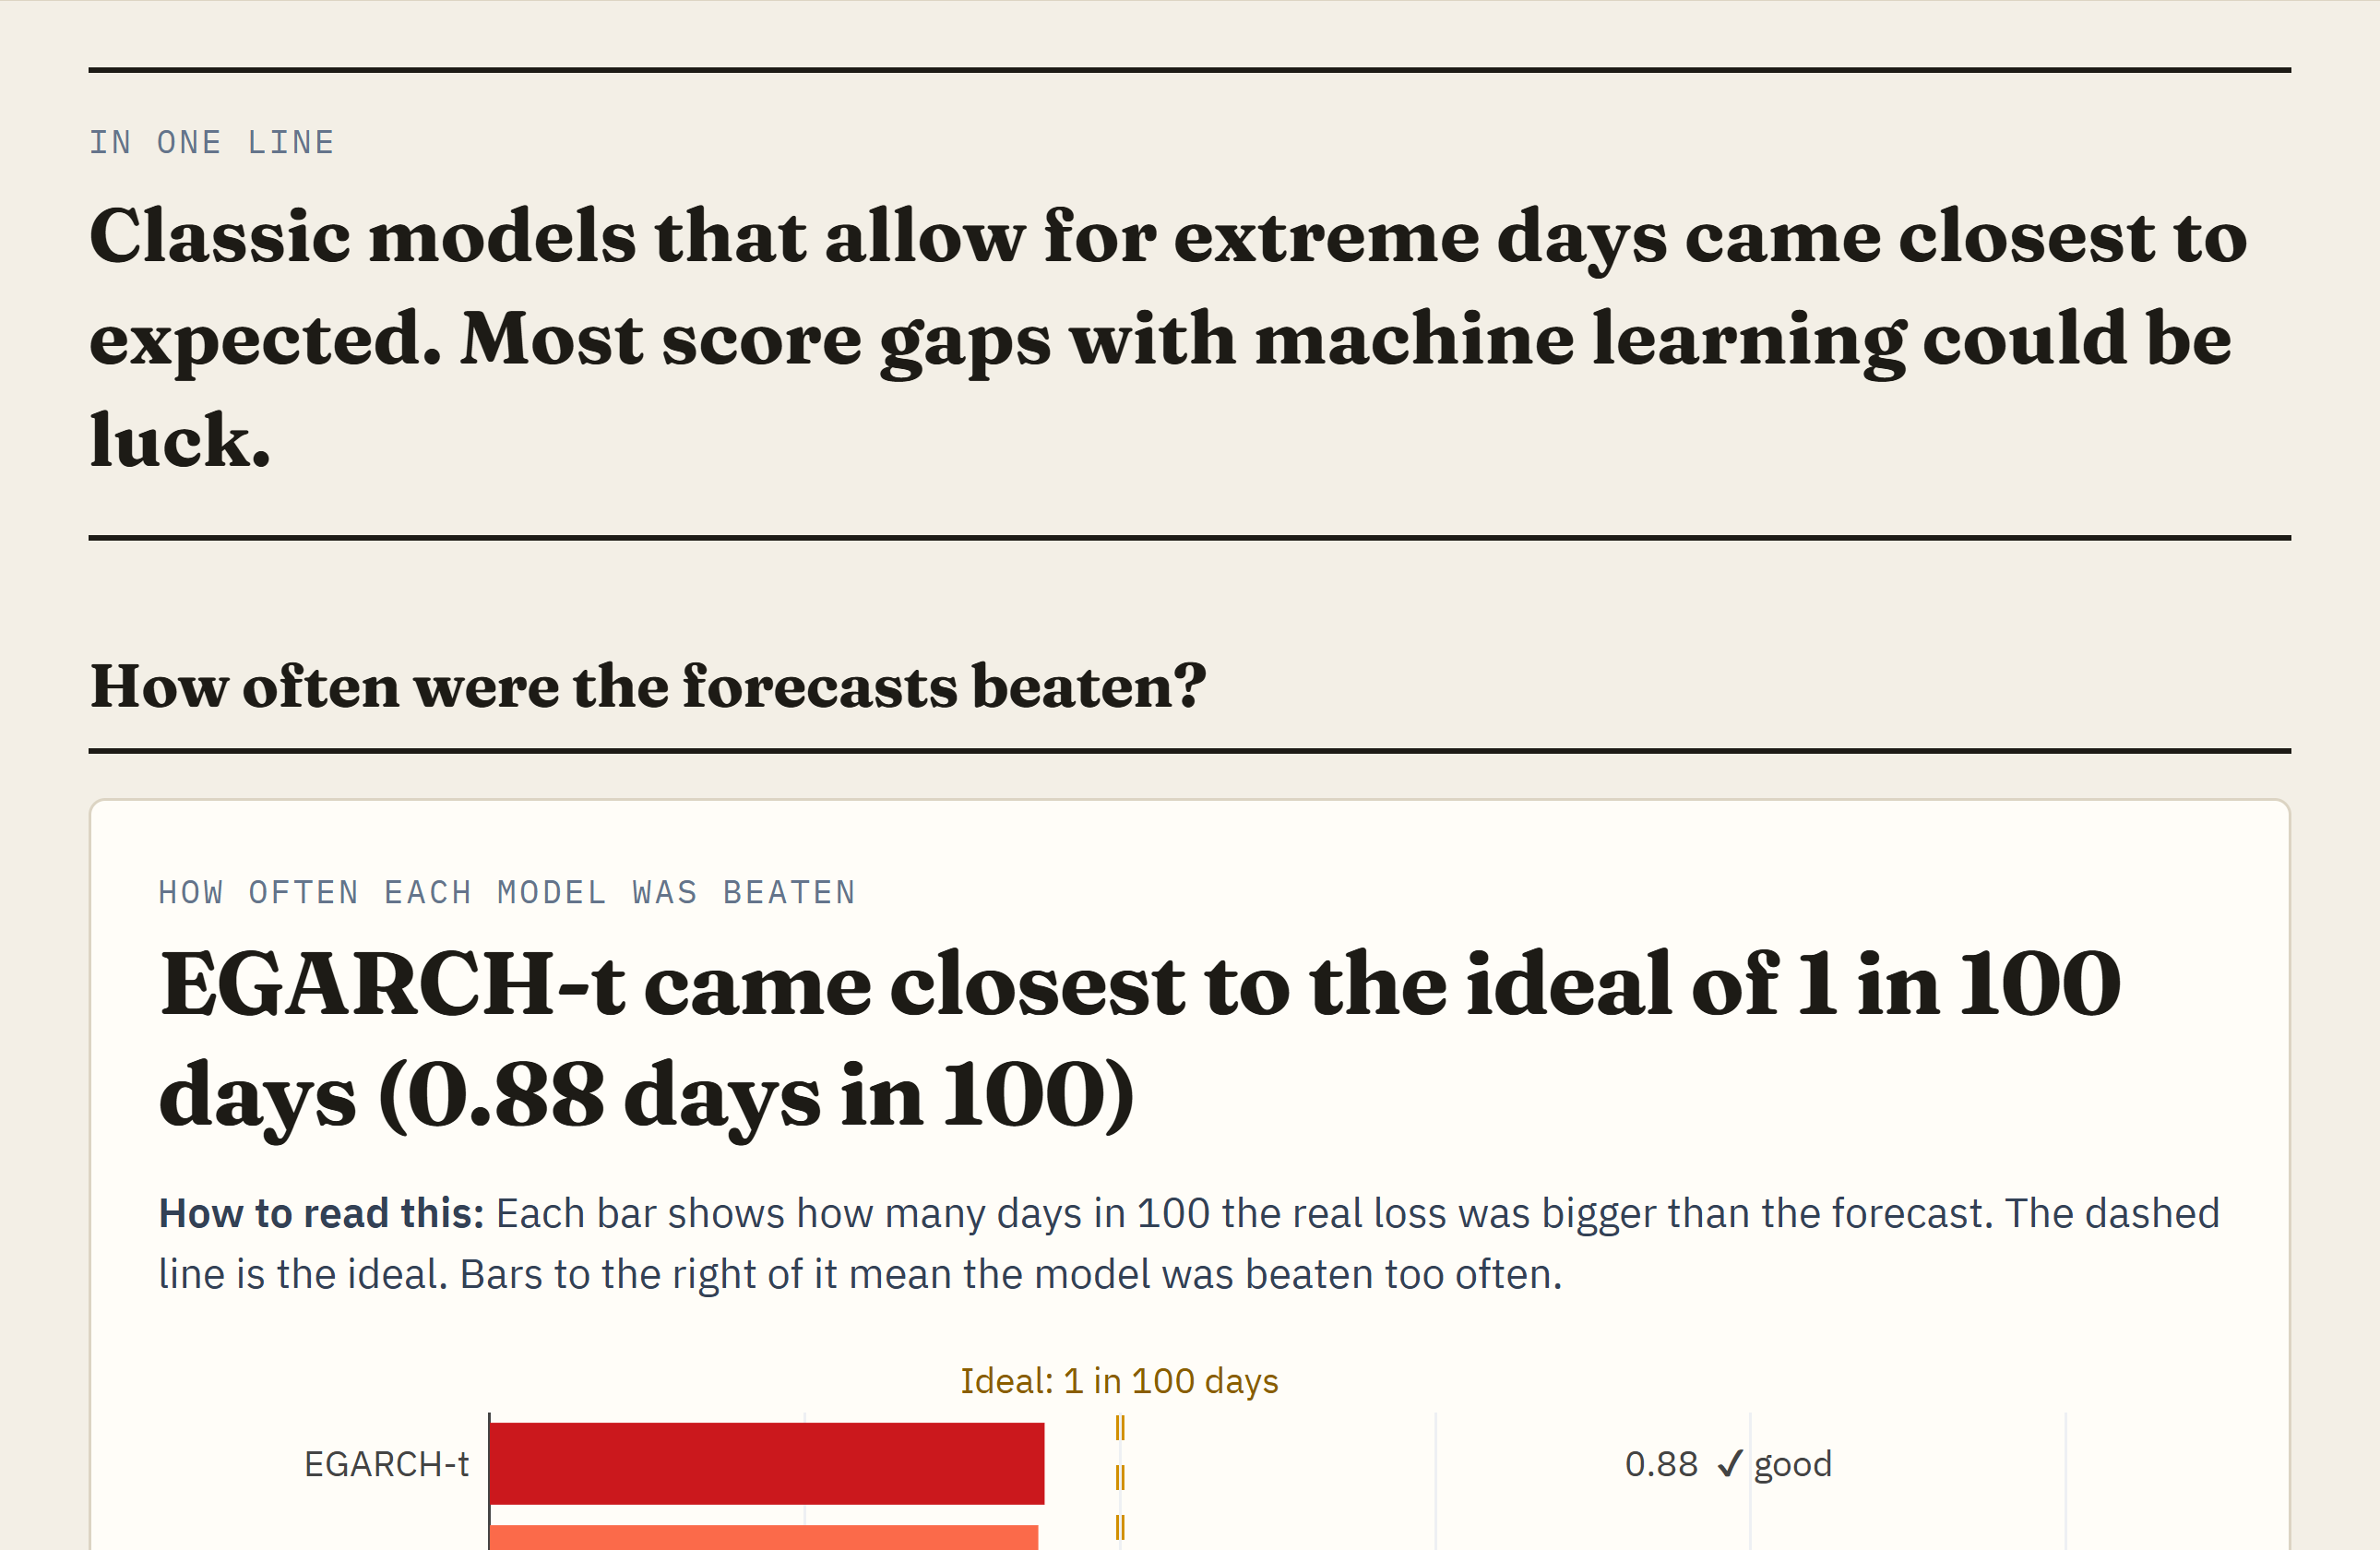 IN ONE LINE
Classic models that allow for extreme days came closest to
expected. Most score gaps with machine learning could be
luck.
How often were the forecasts beaten?
HOW OFTEN EACH MODEL WAS BEATEN
EGARCH-t came closest to the ideal of 1 in 100
days (0.88 days in 100)
How to read this: Each bar shows how many days in 100 the real loss was bigger than the forecast. The dashed
line is the ideal. Bars to the right of it mean the model was beaten too often.
Ideal: 1 in 100 days
EGARCH-t 0.88 ✓ good